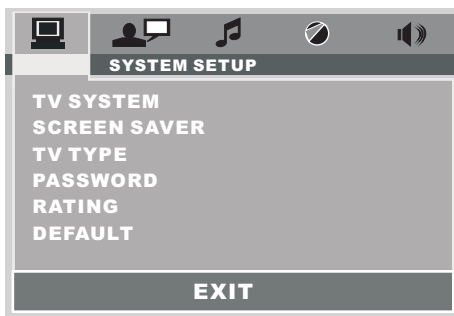 SYSTEM SETUP
TV SYSTEM
SCREEN SAVER
TV TYPE
PASSWORD
RATING
DEFAULT
EXIT